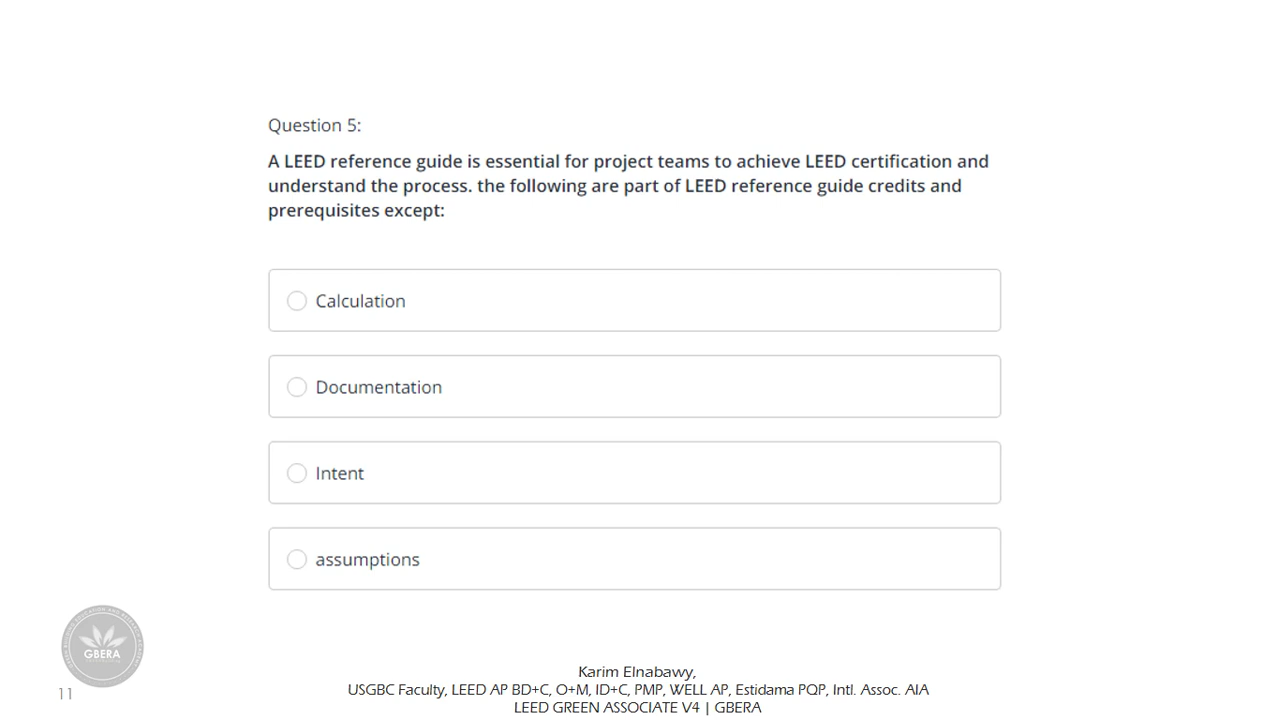 Question 5:
A LEED reference guide is essential for project teams to achieve LEED certification and
understand the process. the following are part of LEED reference guide credits and
prerequisites except:
Calculation
Documentation
Intent
assumptions
GBERA
11
Karim Elnabawy,
USGBC Faculty, LEED AP BD+C, O+M, ID+C, PMP, WELL AP, Estidama PQP, Intl. Assoc. AIA
LEED GREEN ASSOCIATE V4 | GBERA